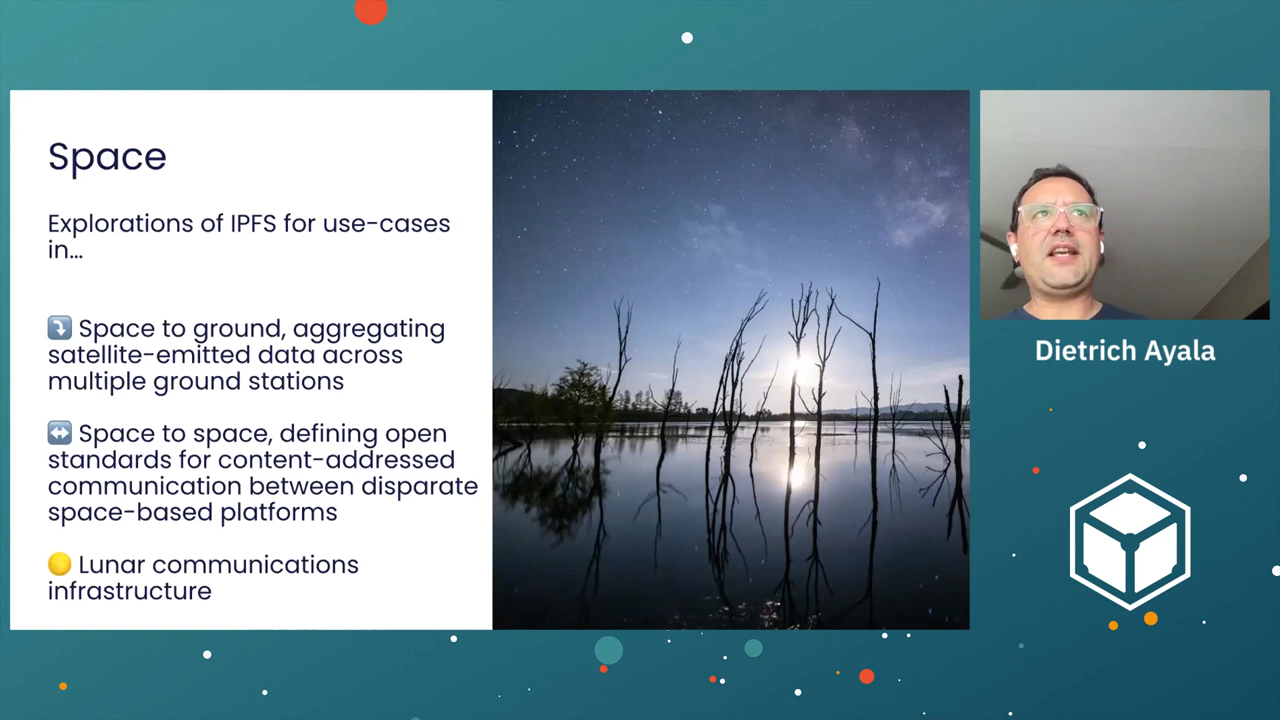 Space
Explorations of IPFS for use-cases
in...
⤵️ Space to ground, aggregating
satellite-emitted data across
multiple ground stations
↔️ Space to space, defining open
standards for content-addressed
communication between disparate
space-based platforms
🌕 Lunar communications
infrastructure
Dietrich Ayala